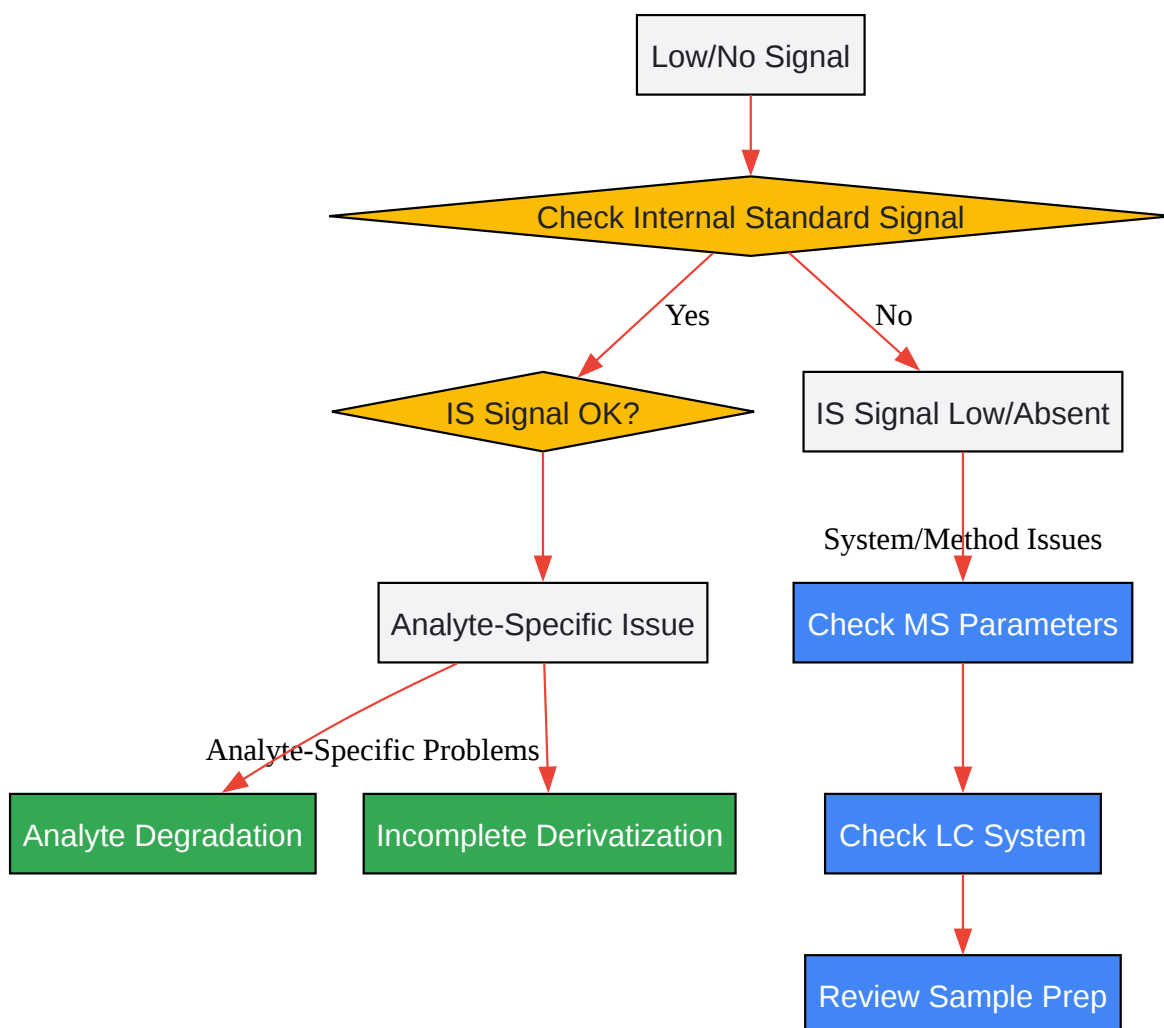 Low/No Signal
Check Internal Standard Signal
Yes
No
IS Signal OK?
IS Signal Low/Absent
System/Method Issues
Analyte-Specific Issue
Check MS Parameters
Analyte-Specific Problems
Analyte Degradation
Incomplete Derivatization
Check LC System
Review Sample Prep